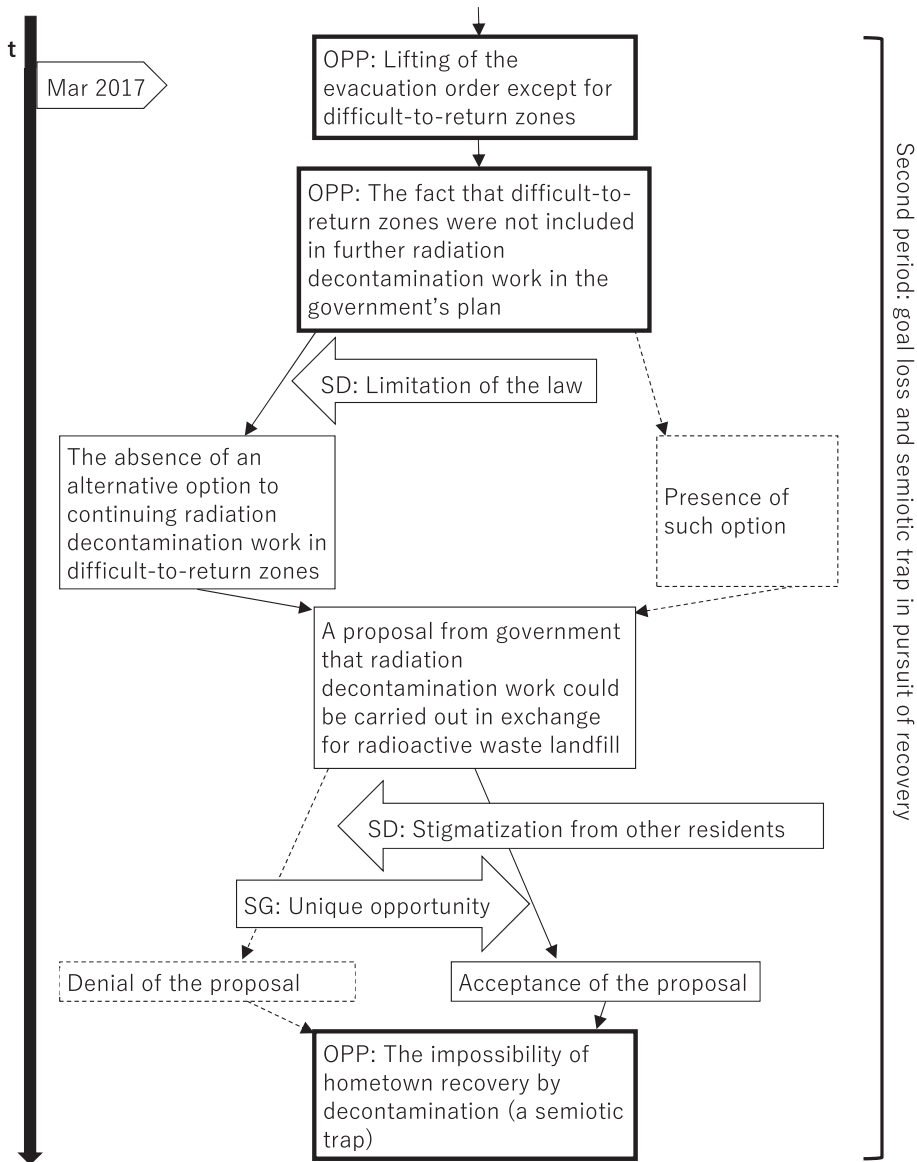 t
Mar 2017
OPP: Lifting of the
evacuation order except for
difficult-to-return zones
OPP: The fact that difficult-to-
return zones were not included
in further radiation
decontamination work in the
government's plan
SD: Limitation of the law
The absence of an
alternative option to
continuing radiation
decontamination work in
difficult-to-return zones
Presence of
such option
A proposal from government
that radiation
decontamination work could
be carried out in exchange
for radioactive waste landfill
SD: Stigmatization from other residents
SG: Unique opportunity
Denial of the proposal
Acceptance of the proposal
OPP: The impossibility of
hometown recovery by
decontamination (a semiotic
trap)
Second period: goal loss and semiotic trap in pursuit of recovery